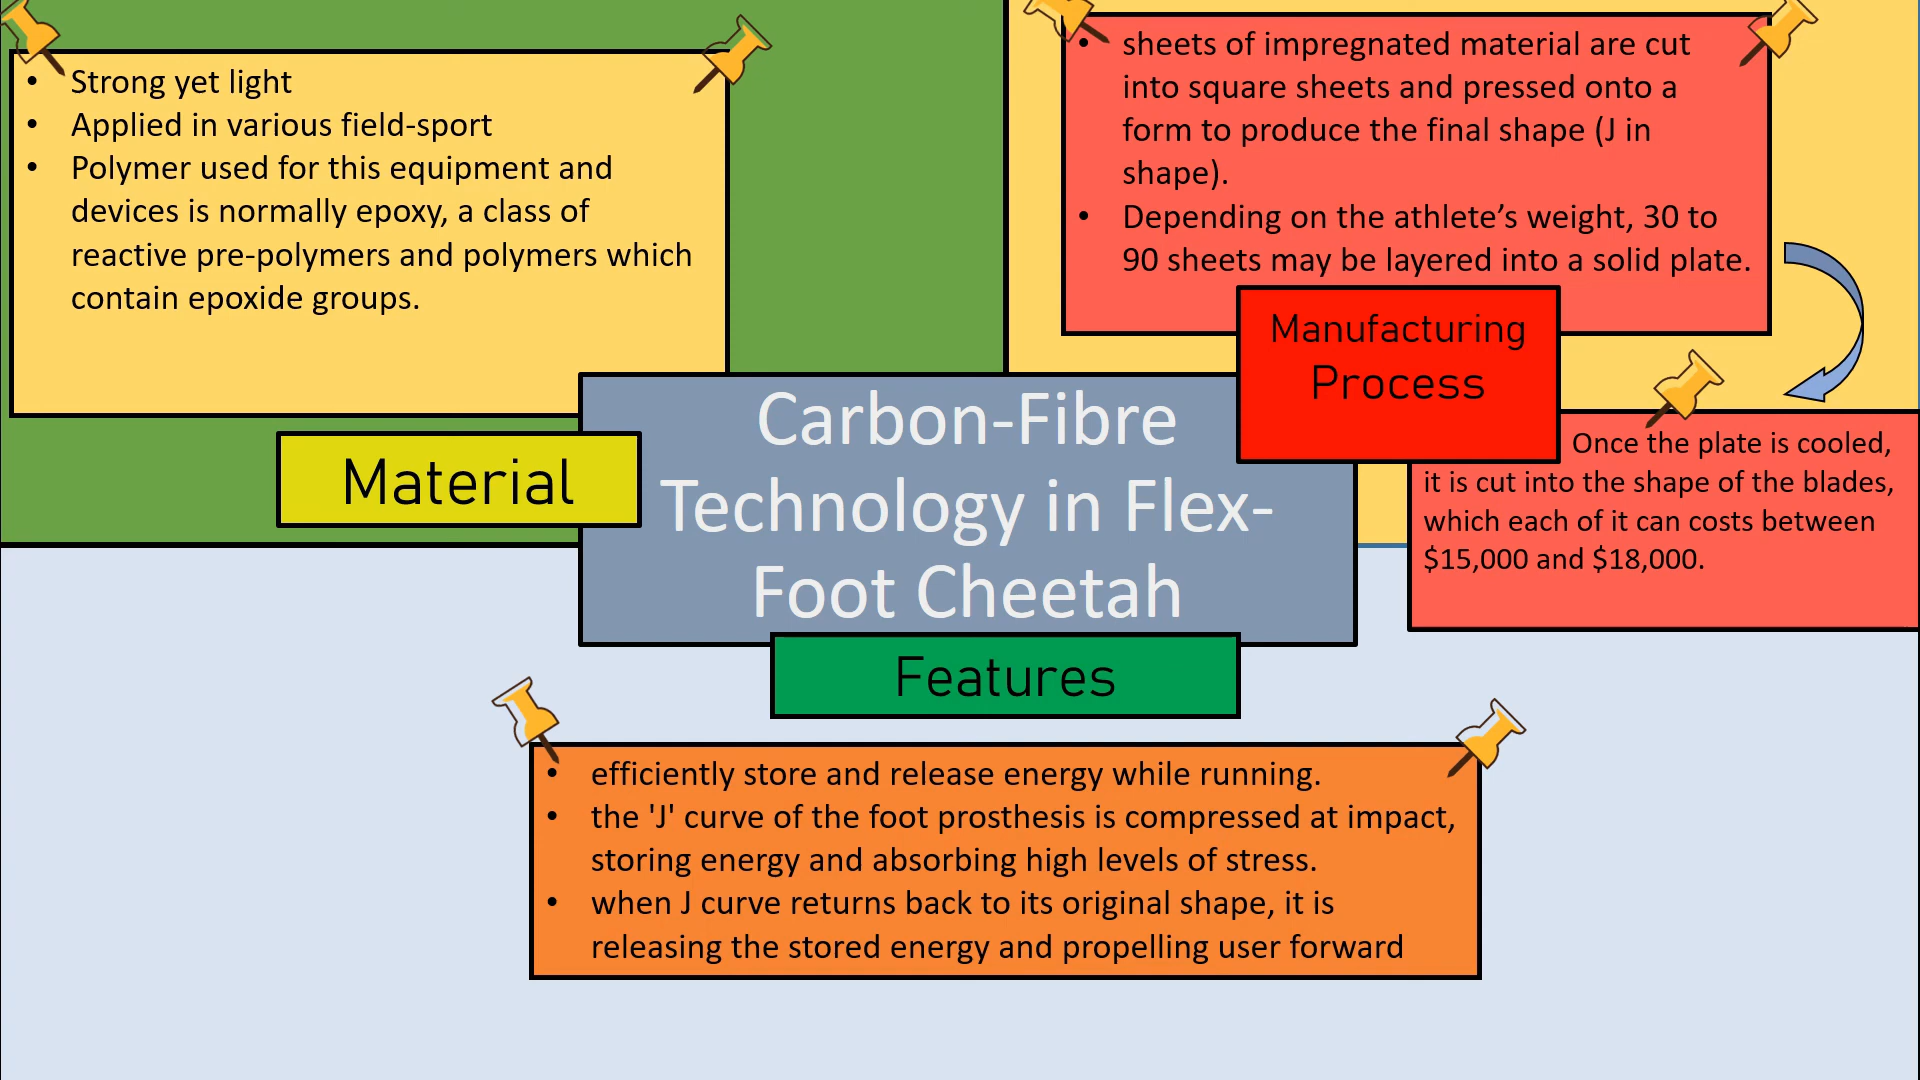 • Strong yet light
• Applied in various field-sport
• Polymer used for this equipment and
devices is normally epoxy, a class of
reactive pre-polymers and polymers which
contain epoxide groups.
Material
Carbon-Fibre
Technology in Flex-
Foot Cheetah
• sheets of impregnated material are cut
into square sheets and pressed onto a
form to produce the final shape (J in
shape).
• Depending on the athlete’s weight, 30 to
90 sheets may be layered into a solid plate.
Manufacturing
Process
Once the plate is cooled,
it is cut into the shape of the blades,
which each of it can costs between
$15,000 and $18,000.
Features
• efficiently store and release energy while running.
• the 'J' curve of the foot prosthesis is compressed at impact,
storing energy and absorbing high levels of stress.
• when J curve returns back to its original shape, it is
releasing the stored energy and propelling user forward